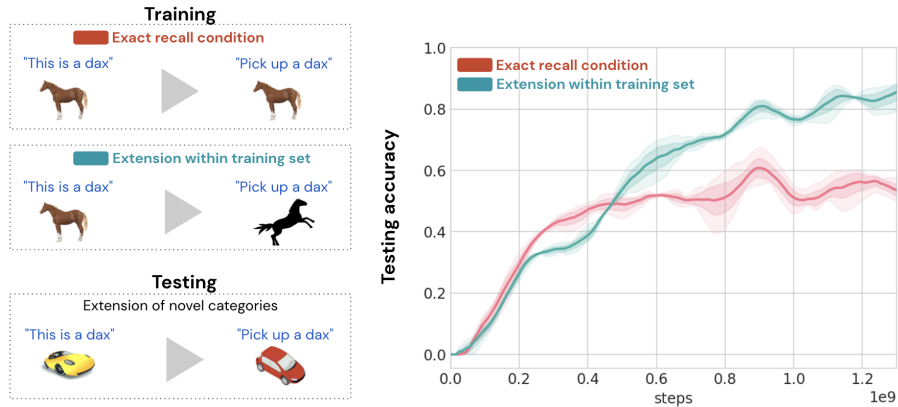 Training
Exact recall condition
"This is a dax"
"Pick up a dax"
Extension within training set
"This is a dax"
"Pick up a dax"
Testing
Extension of novel categories
"This is a dax"
"Pick up a dax"
Testing accuracy
1.0
0.8
0.6
0.4
0.2
0.0
Exact recall condition
Extension within training set
0.0 0.2 0.4 0.6 0.8 1.0 1.2
steps
1e9